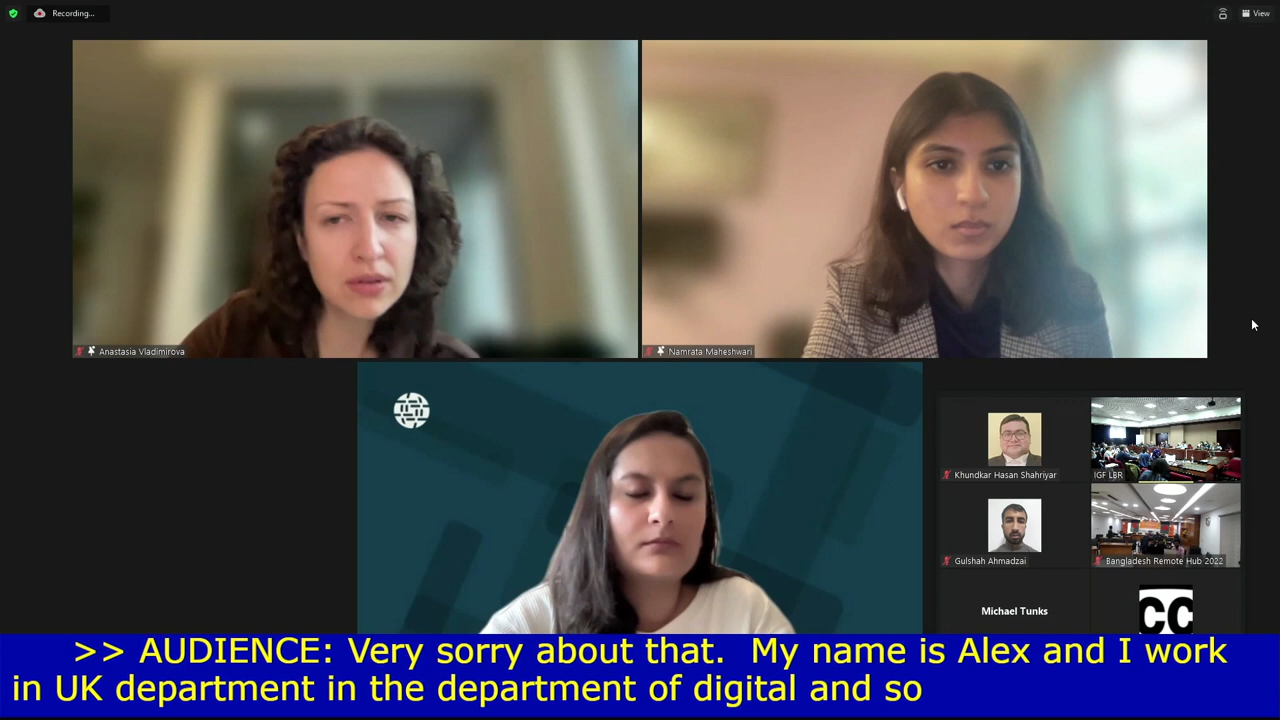 Recording...
View
Anastasia Vladimirova
Namrata Maheshwari
Khundkar Hasan Shahriyar
IGF LBR
Gulshah Ahmadzai
Bangladesh Remote Hub 2022
Michael Tunks
CC
>> AUDIENCE: Very sorry about that. My name is Alex and I work
in UK department in the department of digital and so